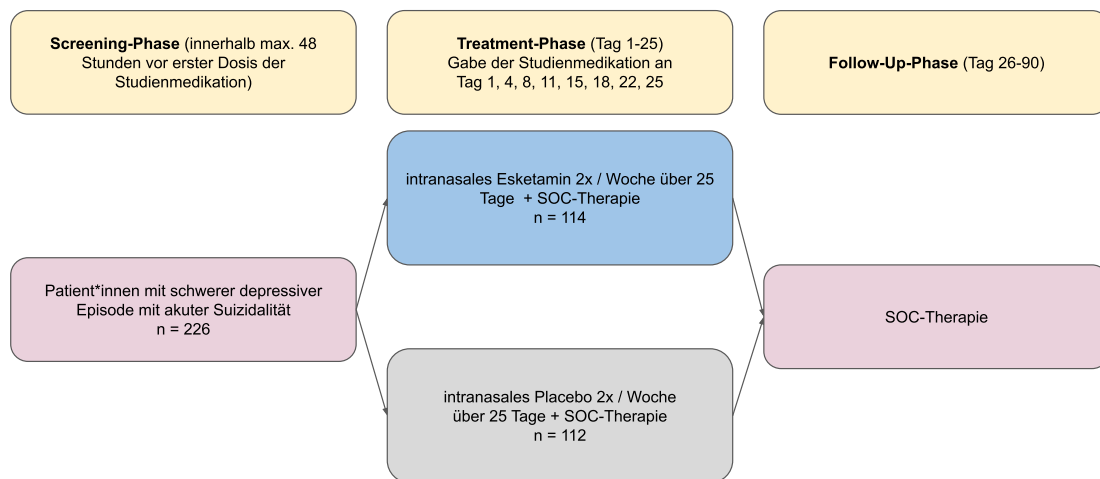 Screening-Phase (innerhalb max. 48
Stunden vor erster Dosis der
Studienmedikation)
Treatment-Phase (Tag 1-25)
Gabe der Studienmedikation an
Tag 1, 4, 8, 11, 15, 18, 22, 25
Follow-Up-Phase (Tag 26-90)
intranasales Esketamin 2x / Woche über 25
Tage + SOC-Therapie
n = 114
Patient*innen mit schwerer depressiver
Episode mit akuter Suizidalität
n = 226
SOC-Therapie
intranasales Placebo 2x / Woche
über 25 Tage + SOC-Therapie
n = 112